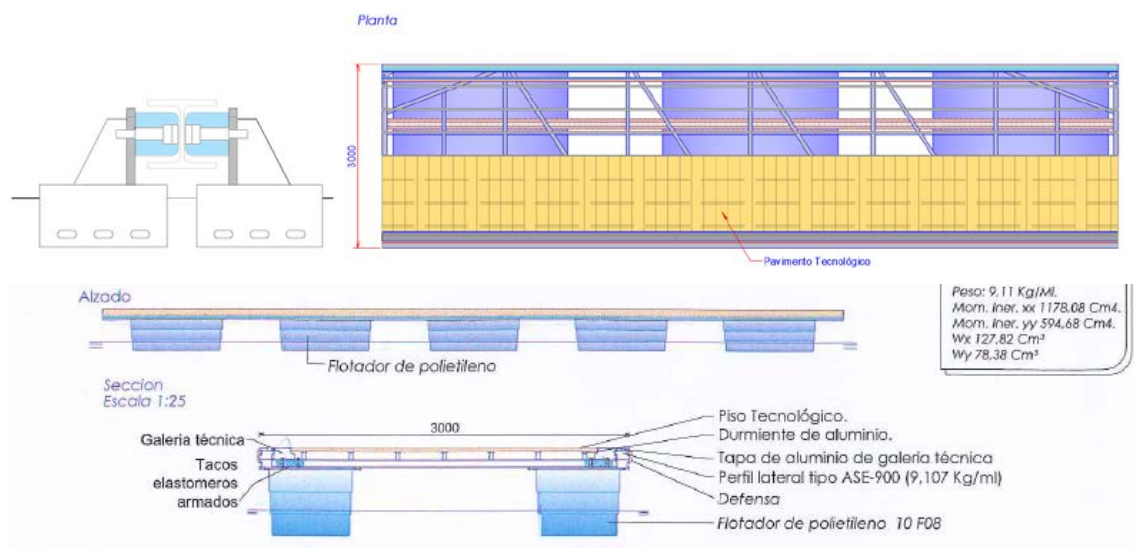 Planta
3000
Pavimento Tecnológico
Alzado
Flotador de polietileno
Peso: 9,11 Kg/Ml.
Mom. Iner. xx 1178,08 Cm4.
Mom. Iner. yy 594,68 Cm4.
Wx 127,82 Cm³
Wy 78,38 Cm³
Seccion
Escala 1:25
3000
Galería técnica
Tacos
elastomeros
armados
Piso Tecnológico.
Durmiente de aluminio.
Tapa de aluminio de galería técnica
Perfil lateral tipo ASE-900 (9,107 Kg/ml)
Defensa
Flotador de polietileno 10 F08